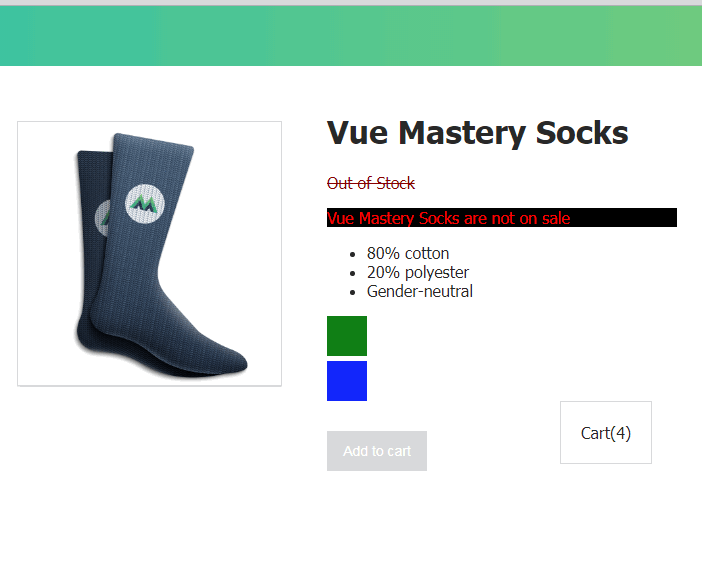 Vue Mastery Socks
Out of Stock
Vue Mastery Socks are not on sale
80% cotton
20% polyester
Gender-neutral
Add to cart
Cart(4)